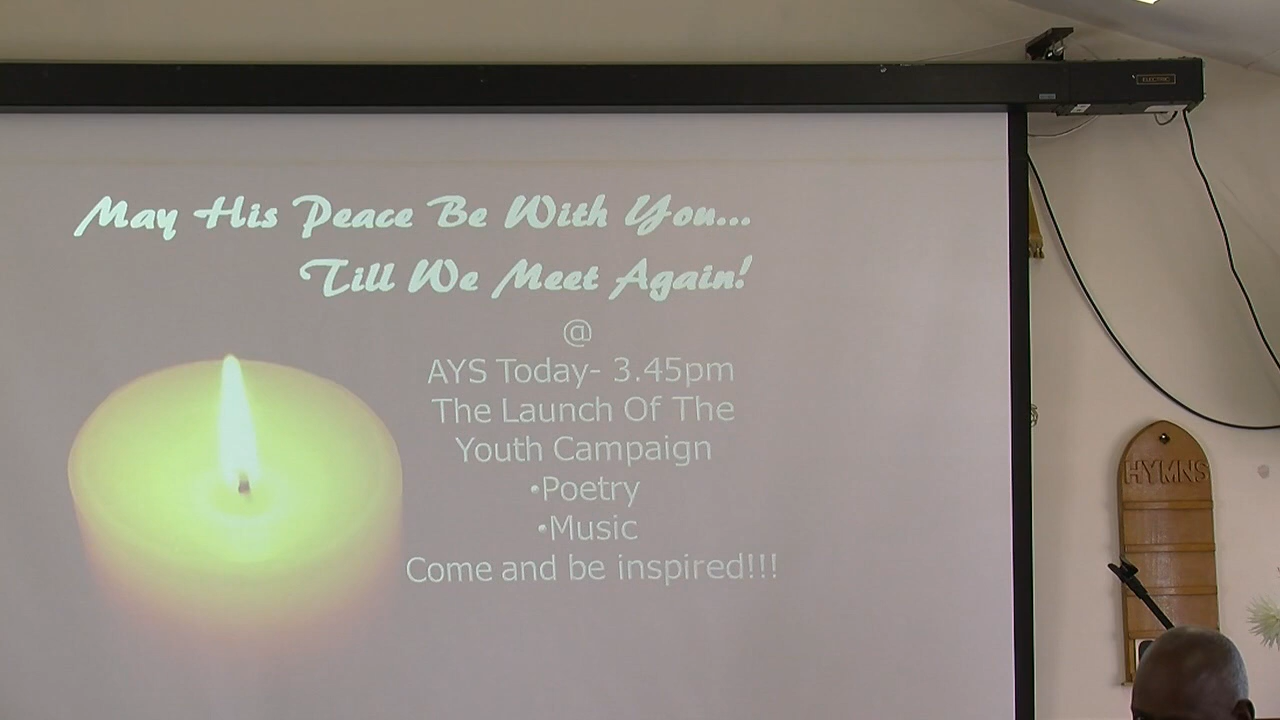 May His Peace Be With You...
Till We Meet Again!
@
AYS Today- 3.45pm
The Launch Of The
Youth Campaign
•Poetry
•Music
Come and be inspired!!!
ELECTRIC
HYMNS